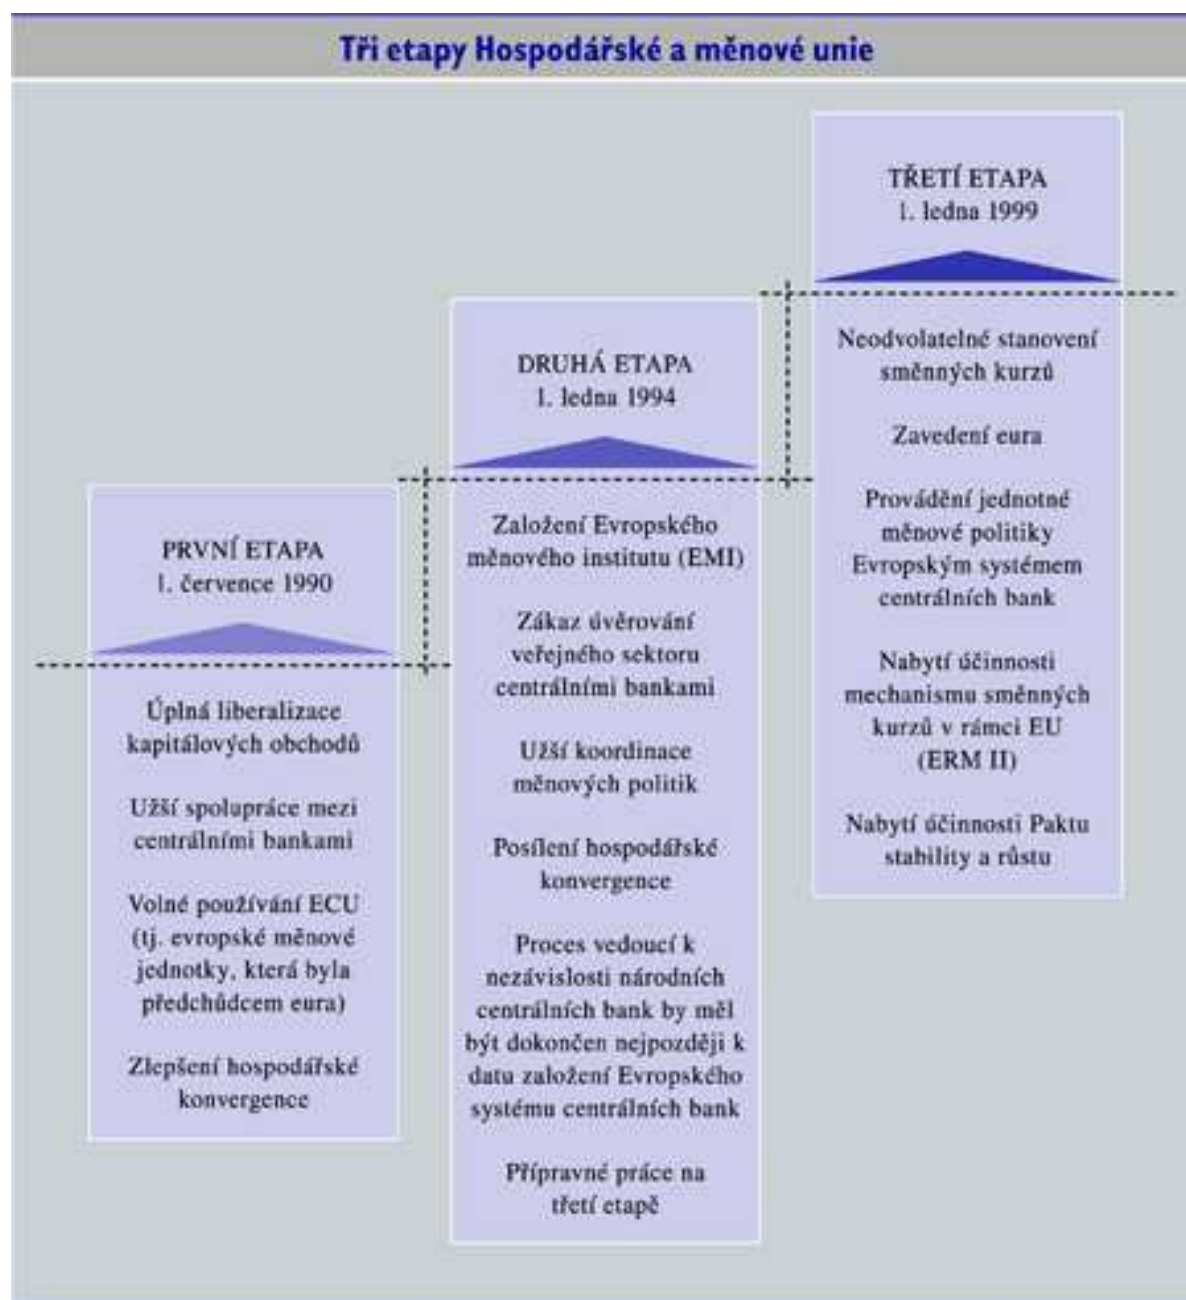 Tři etapy Hospodářské a měnové unie
PRVNÍ ETAPA
1. července 1990
Úplná liberalizace
kapitálových obchodů
Užší spolupráce mezi
centrálními bankami
Volné používání ECU
(tj. evropské měnové
jednotky, která byla
předchůdcem eura)
Zlepšení hospodářské
konvergence
DRUHÁ ETAPA
1. ledna 1994
Založení Evropského
měnového institutu (EMI)
Zákaz úvěrování
veřejného sektoru
centrálními bankami
Užší koordinace
měnových politik
Posílení hospodářské
konvergence
Proces vedoucí k
nezávislosti národních
centrálních bank by měl
být dokončen nejpozději k
datu založení Evropského
systému centrálních bank
Přípravné práce na
třetí etapě
TŘETÍ ETAPA
1. ledna 1999
Neodvolatelné stanovení
směnných kurzů
Zavedení eura
Provádění jednotné
měnové politiky
Evropským systémem
centrálních bank
Nabytí účinnosti
mechanismu směnných
kurzů v rámci EU
(ERM II)
Nabytí účinnosti Paktu
stability a růstu